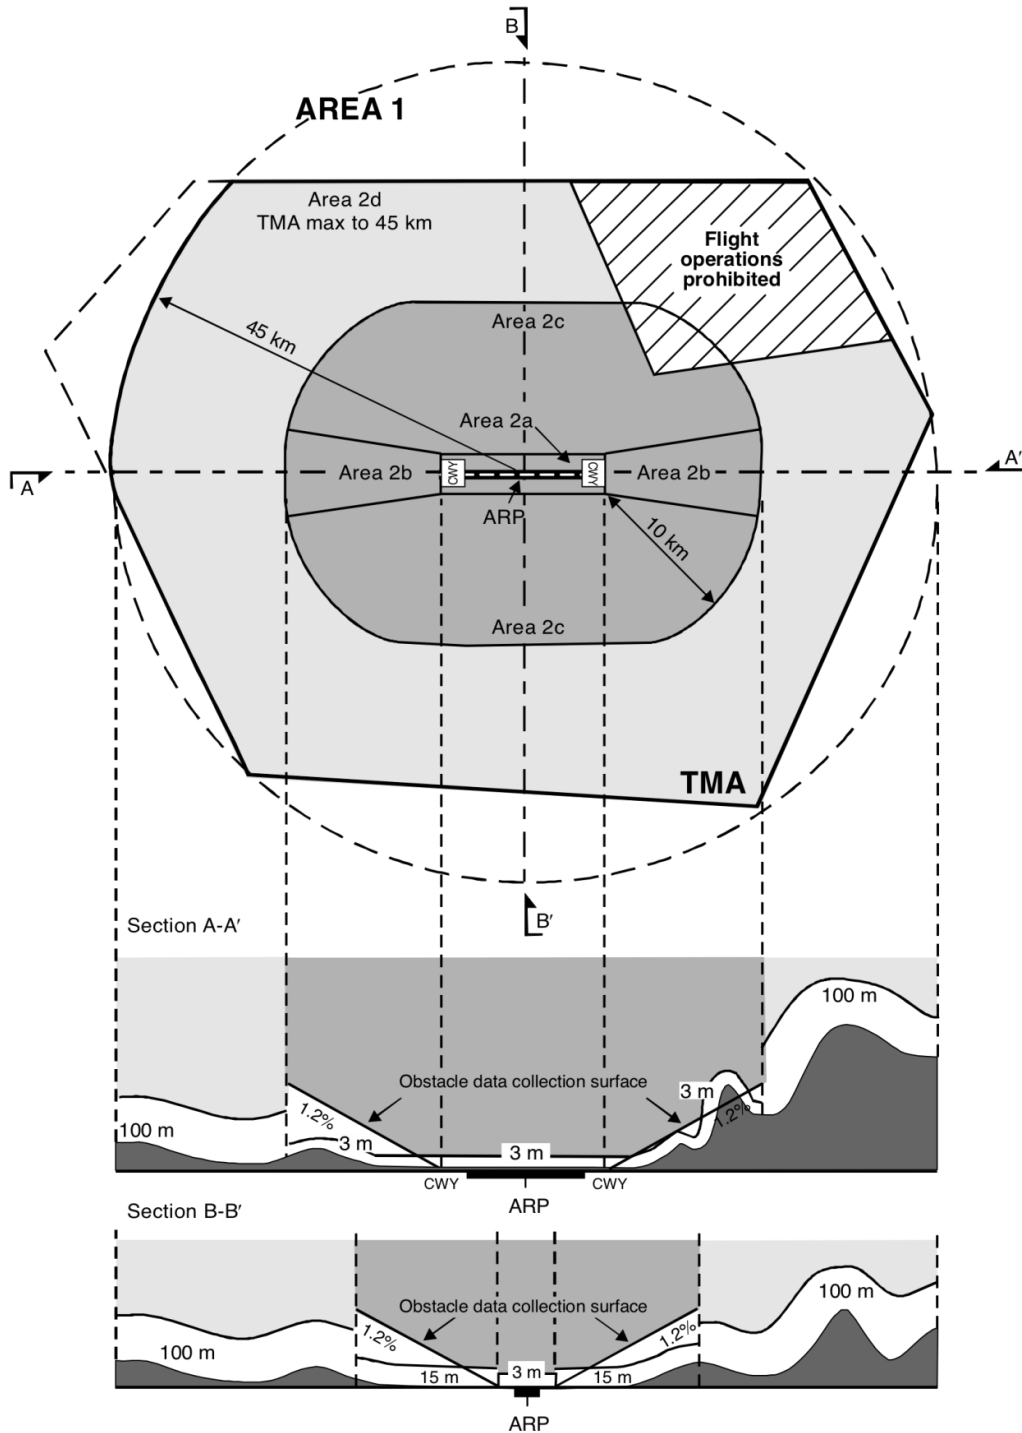 B
AREA 1
Area 2d
TMA max to 45 km
Flight
operations
prohibited
Area 2c
45 km
Area 2a
A
Area 2b
CWY
CWY
Area 2b
A′
ARP
10 km
Area 2c
TMA
B′
Section A-A′
100 m
Obstacle data collection surface
3 m
1.2%
1.2%
100 m
3 m
3 m
CWY
CWY
ARP
Section B-B′
100 m
Obstacle data collection surface
1.2%
1.2%
100 m
15 m
3 m
15 m
ARP